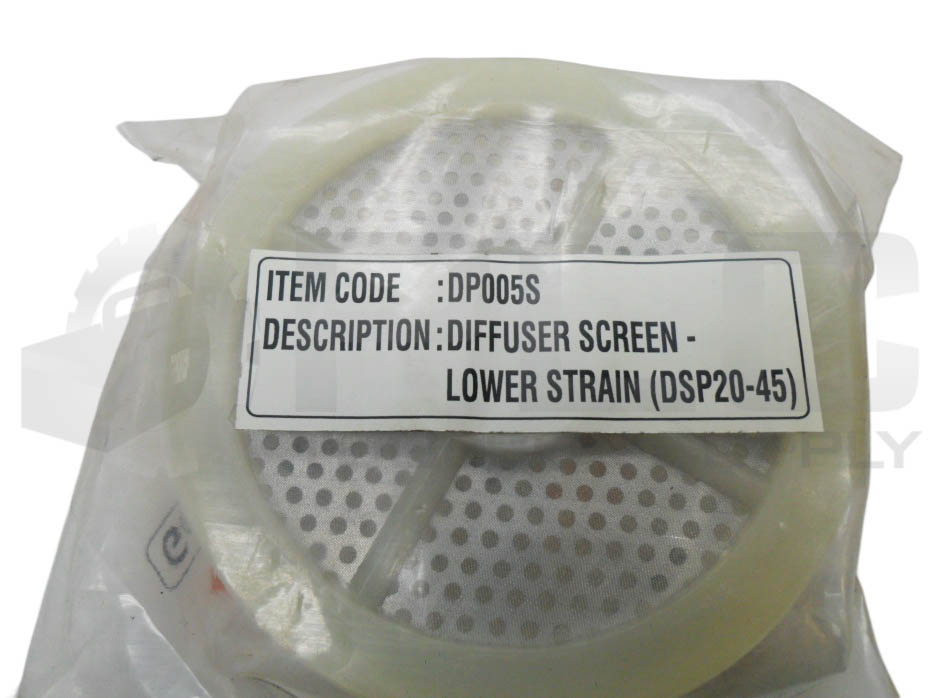 ITEM CODE : DP005S
DESCRIPTION : DIFFUSER SCREEN -
LOWER STRAIN (DSP20-45)